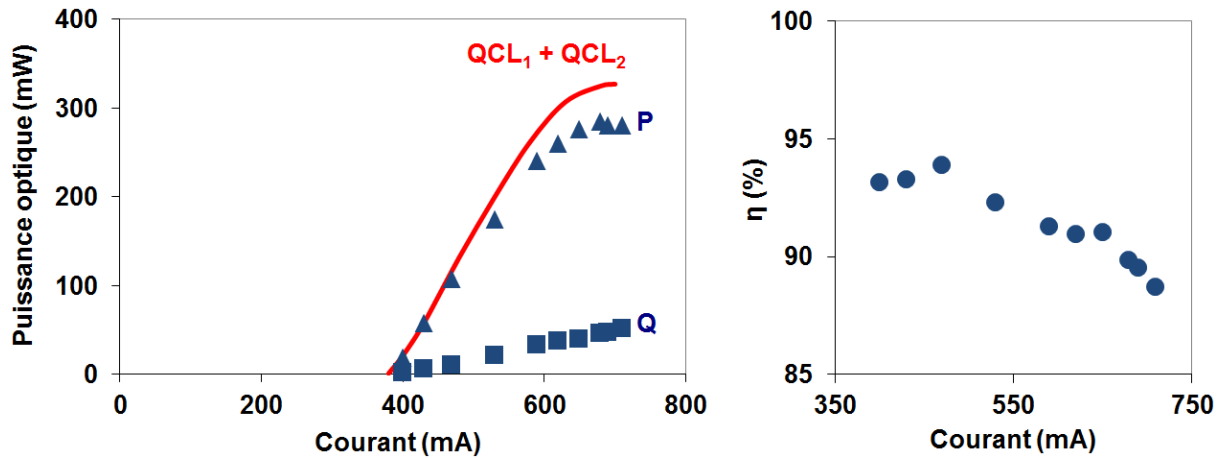 400
300
200
100
0
Puissance optique (mW)
QCL₁ + QCL₂
P
Q
0 200 400 600 800
Courant (mA)
100
95
90
85
η (%)
350 550 750
Courant (mA)